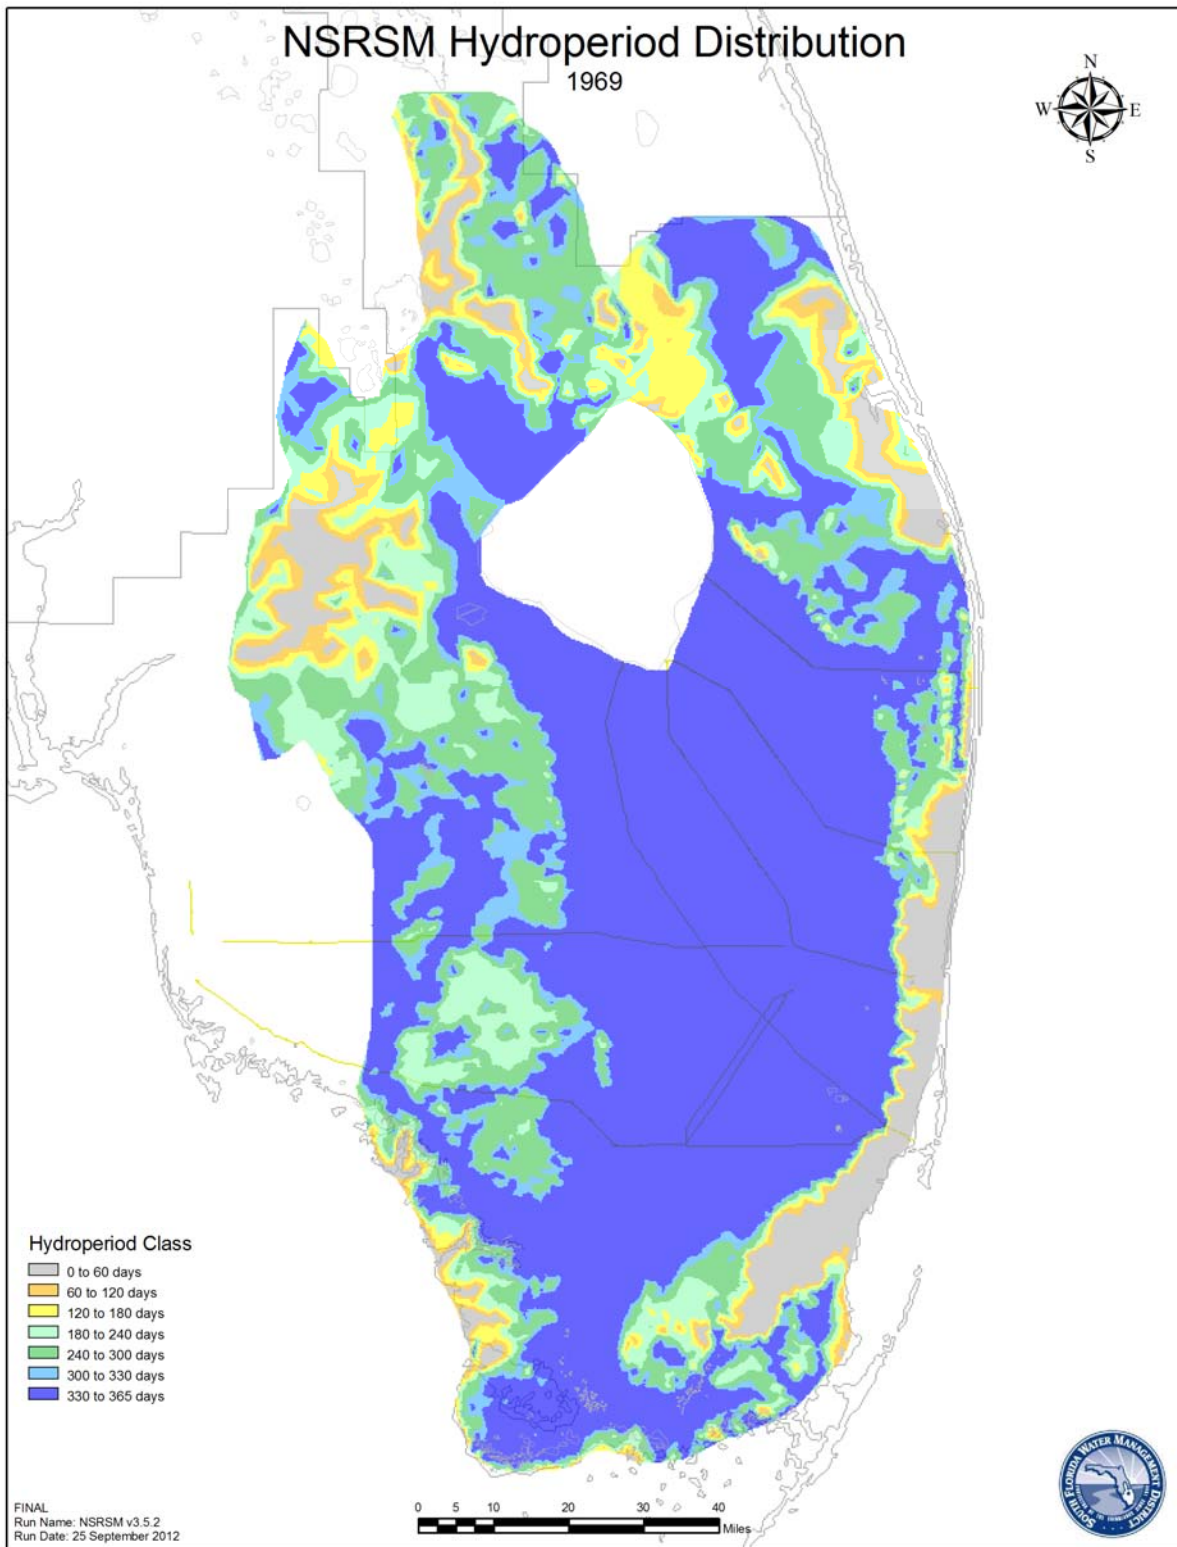 NSRSM Hydroperiod Distribution
1969
N
W E
S
Hydroperiod Class
0 to 60 days
60 to 120 days
120 to 180 days
180 to 240 days
240 to 300 days
300 to 330 days
330 to 365 days
FINAL
Run Name: NSRSM v3.5.2
Run Date: 25 September 2012
0 5 10 20 30 40
Miles
SOUTH FLORIDA WATER MANAGEMENT DISTRICT